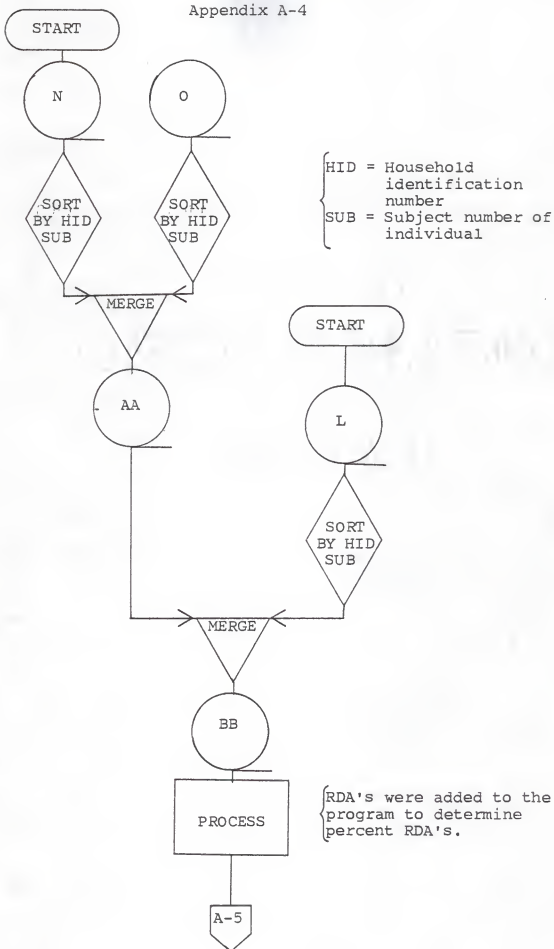 Appendix A-4
START
N
O
SORT
BY HID
SUB
SORT
BY HID
SUB
HID = Household
identification
number
SUB = Subject number of
individual
MERGE
START
AA
L
SORT
BY HID
SUB
MERGE
BB
PROCESS
RDA's were added to the
program to determine
percent RDA's.
A-5